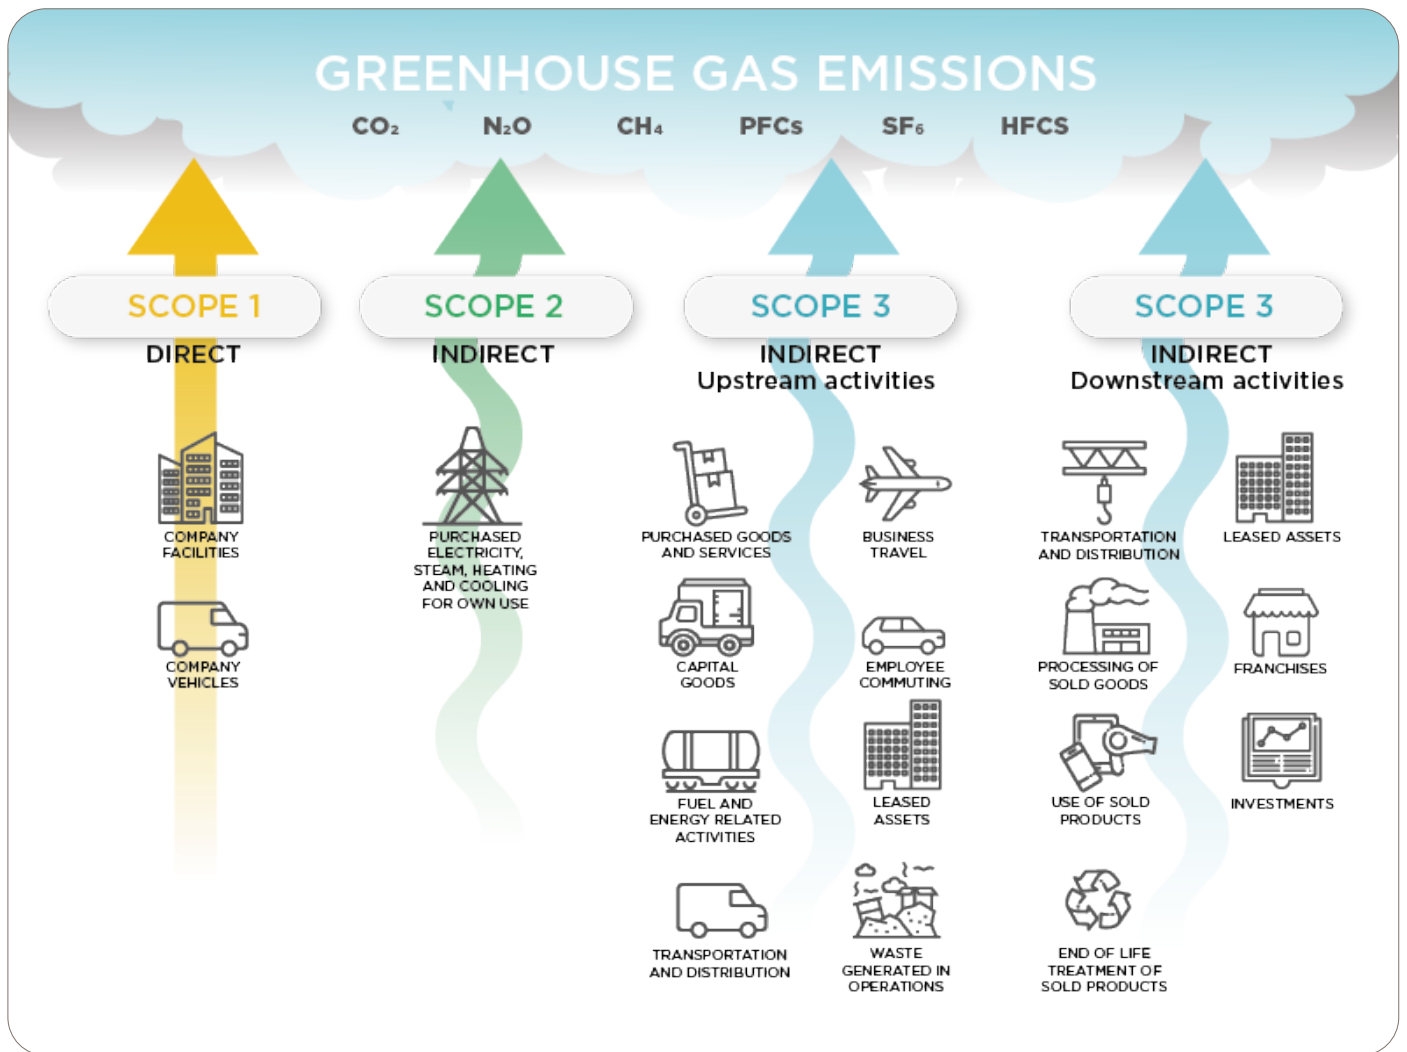 GREENHOUSE GAS EMISSIONS
CO₂ N₂O CH₄ PFCs SF₆ HFCS
SCOPE 1
DIRECT
COMPANY
FACILITIES
COMPANY
VEHICLES
SCOPE 2
INDIRECT
PURCHASED
ELECTRICITY,
STEAM, HEATING
AND COOLING
FOR OWN USE
SCOPE 3
INDIRECT
Upstream activities
PURCHASED GOODS
AND SERVICES
BUSINESS
TRAVEL
CAPITAL
GOODS
EMPLOYEE
COMMUTING
FUEL AND
ENERGY RELATED
ACTIVITIES
LEASED
ASSETS
TRANSPORTATION
AND DISTRIBUTION
WASTE
GENERATED IN
OPERATIONS
SCOPE 3
INDIRECT
Downstream activities
TRANSPORTATION
AND DISTRIBUTION
LEASED ASSETS
PROCESSING OF
SOLD GOODS
FRANCHISES
USE OF SOLD
PRODUCTS
INVESTMENTS
END OF LIFE
TREATMENT OF
SOLD PRODUCTS